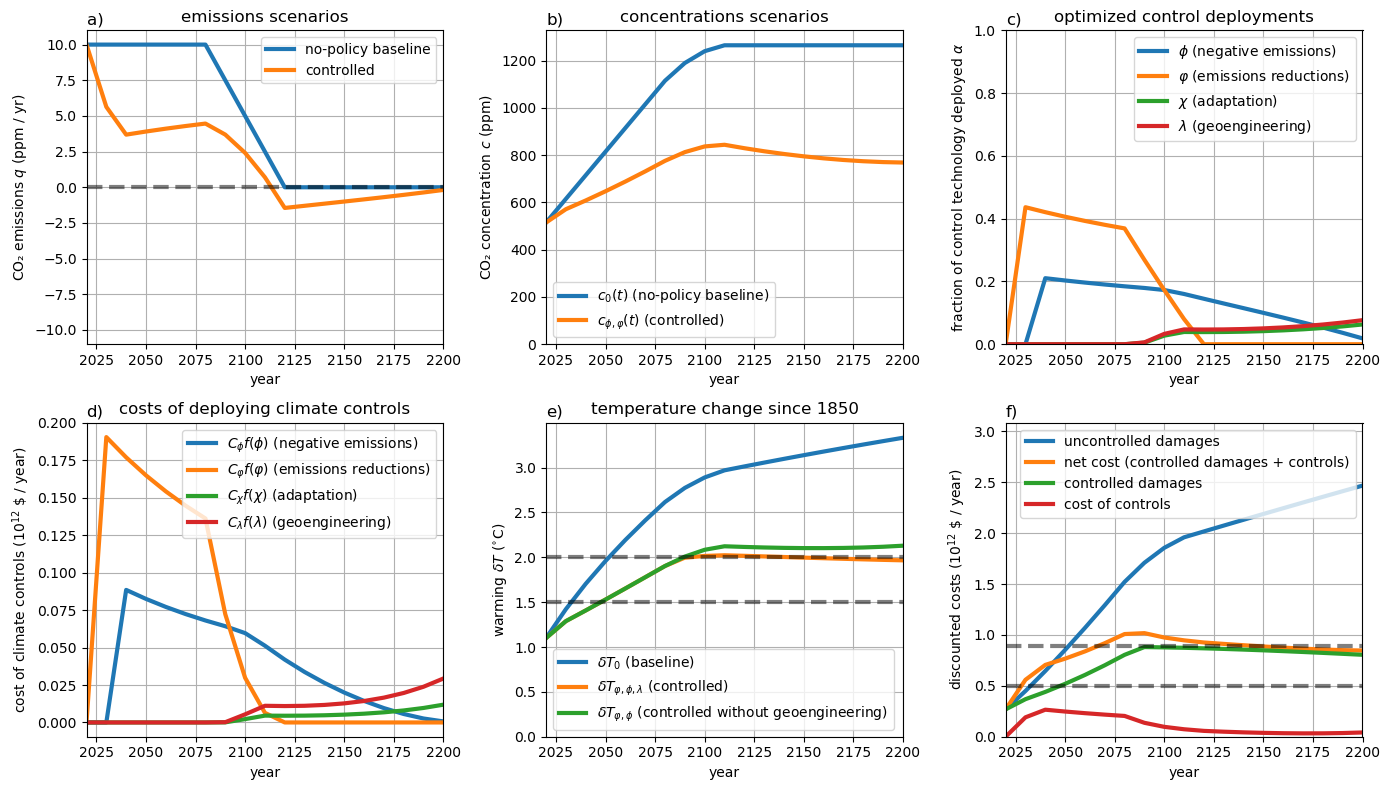 a) emissions scenarios
10.0
7.5
5.0
2.5
0.0
−2.5
−5.0
−7.5
−10.0
CO₂ emissions q (ppm / yr)
no-policy baseline
controlled
2025 2050 2075 2100 2125 2150 2175 2200
year
b) concentrations scenarios
1200
1000
800
600
400
200
0
CO₂ concentration c (ppm)
c₀(t) (no-policy baseline)
c_{ϕ,φ}(t) (controlled)
2025 2050 2075 2100 2125 2150 2175 2200
year
c) optimized control deployments
1.0
0.8
0.6
0.4
0.2
0.0
fraction of control technology deployed α
ϕ (negative emissions)
φ (emissions reductions)
χ (adaptation)
λ (geoengineering)
2025 2050 2075 2100 2125 2150 2175 2200
year
d) costs of deploying climate controls
0.200
0.175
0.150
0.125
0.100
0.075
0.050
0.025
0.000
cost of climate controls (10¹² $ / year)
C_ϕ f(ϕ) (negative emissions)
C_φ f(φ) (emissions reductions)
C_χ f(χ) (adaptation)
C_λ f(λ) (geoengineering)
2025 2050 2075 2100 2125 2150 2175 2200
year
e) temperature change since 1850
3.0
2.5
2.0
1.5
1.0
0.5
0.0
warming δT (°C)
δT₀ (baseline)
δT_{φ,ϕ,λ} (controlled)
δT_{φ,ϕ} (controlled without geoengineering)
2025 2050 2075 2100 2125 2150 2175 2200
year
f)
3.0
2.5
2.0
1.5
1.0
0.5
0.0
discounted costs (10¹² $ / year)
uncontrolled damages
net cost (controlled damages + controls)
controlled damages
cost of controls
2025 2050 2075 2100 2125 2150 2175 2200
year